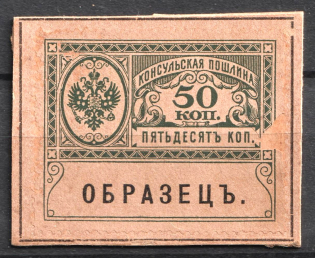 КОНСУЛЬСКАЯ ПОШЛИНА
50
КОП.
ПЯТЬДЕСЯТЪ КОП.
ОБРАЗЕЦЪ.